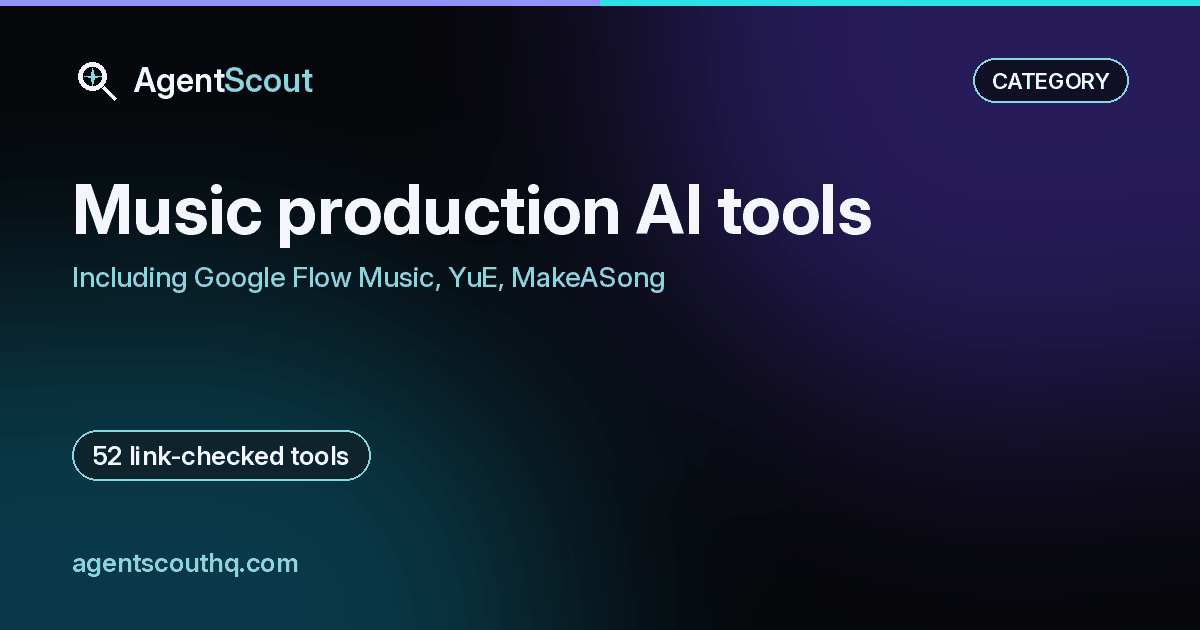 AgentScout
CATEGORY
Music production AI tools
Including Google Flow Music, YuE, MakeASong
52 link-checked tools
agentscouthq.com